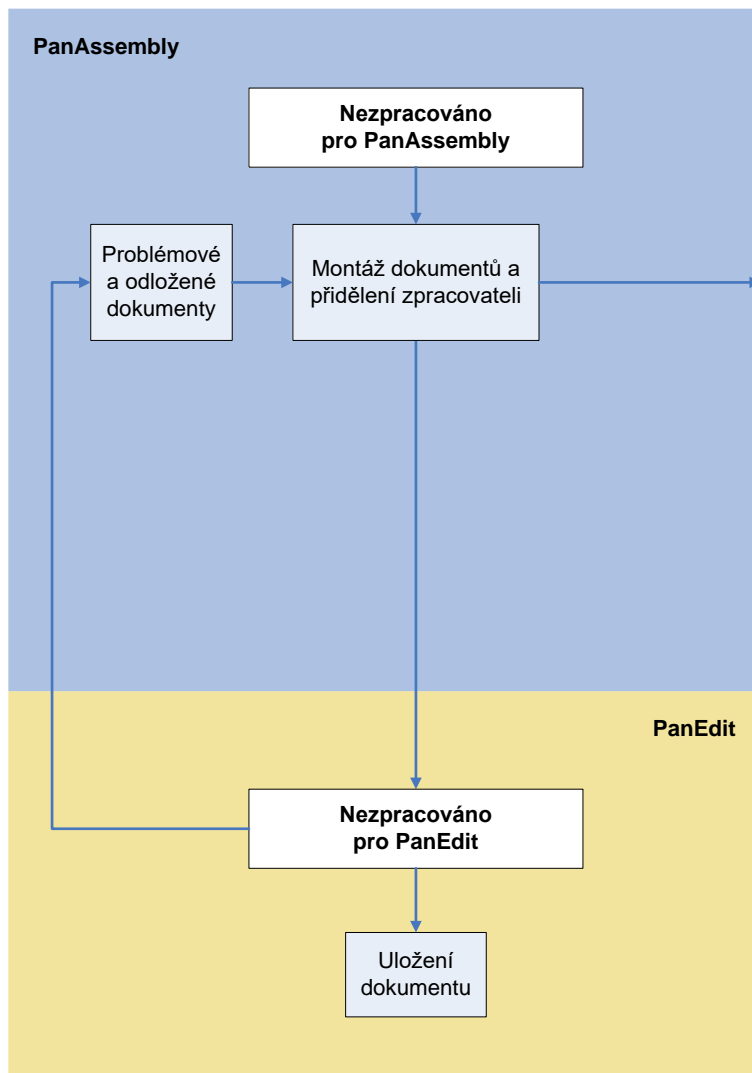 PanAssembly
Nezpracováno
pro PanAssembly
Problémové
a odložené
dokumenty
Montáž dokumentů a
přidělení zpracovateli
PanEdit
Nezpracováno
pro PanEdit
Uložení
dokumentu